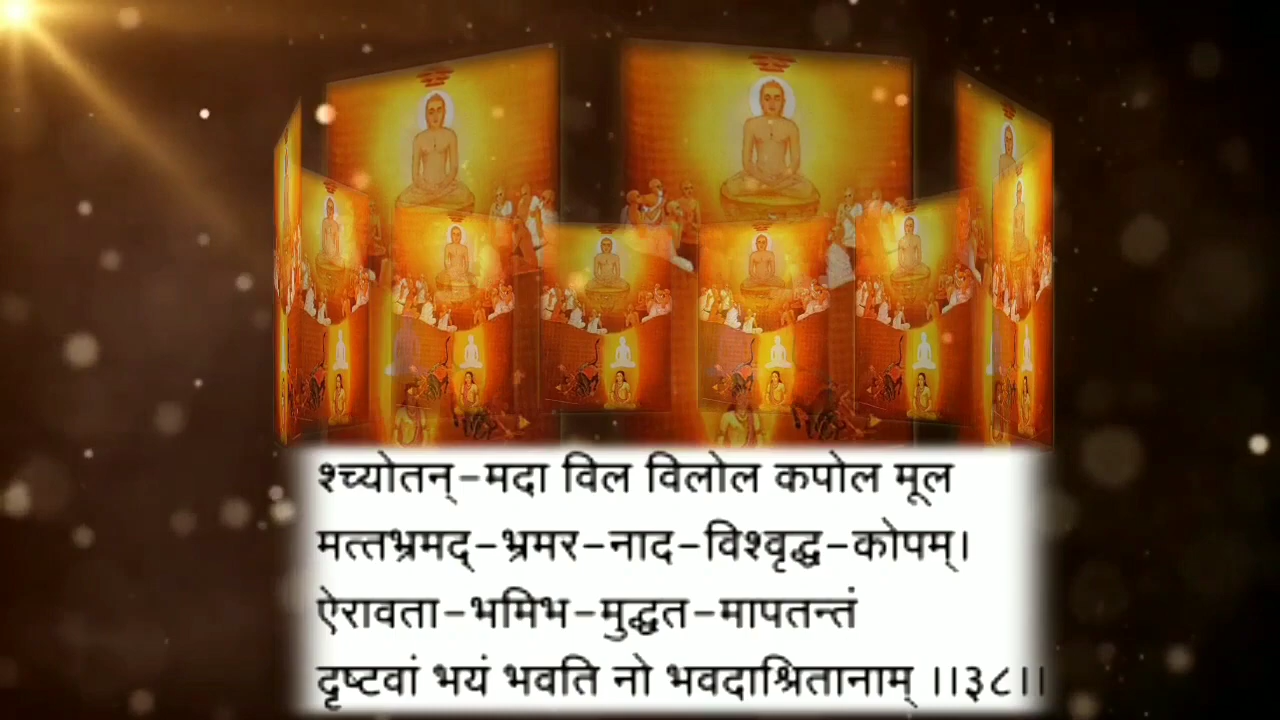 श्च्योतन्-मदा विल विलोल कपोल मूल
मत्तभ्रमद्-भ्रमर-नाद-विश्वृद्ध-कोपम्।
ऐरावता-भमिभ-मुद्धत-मापतन्तं
दृष्टवां भयं भवति नो भवदाश्रितानाम् ।।३८।।